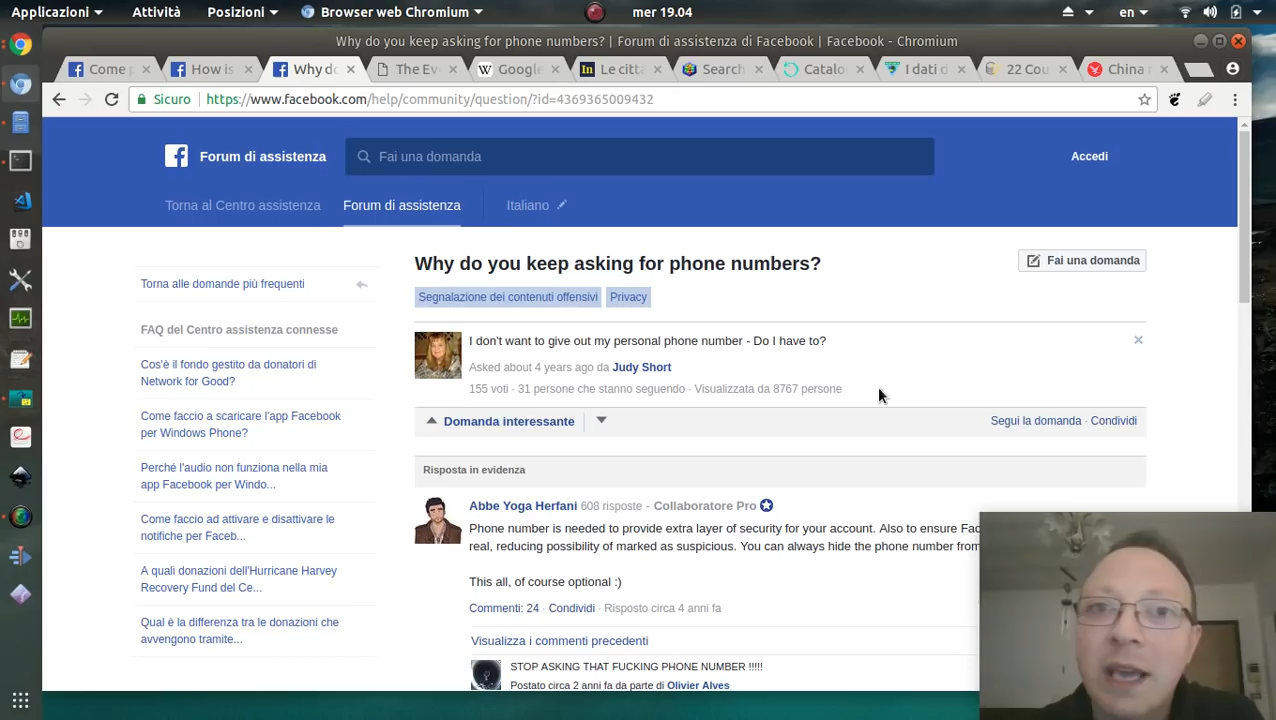 Applicazioni Attività Posizioni Browser web Chromium mer 19.04 en
Why do you keep asking for phone numbers? | Forum di assistenza di Facebook | Facebook - Chromium
Come p How is Why do The Eve Google Le citta Search Catalo I dati d 22 Cou China r
Sicuro https://www.facebook.com/help/community/question/?id=4369365009432
Forum di assistenza Fai una domanda Accedi
Torna al Centro assistenza Forum di assistenza Italiano
Why do you keep asking for phone numbers? Fai una domanda
Torna alle domande più frequenti
Segnalazione dei contenuti offensivi Privacy
FAQ del Centro assistenza connesse
I don't want to give out my personal phone number - Do I have to?
Asked about 4 years ago da Judy Short
155 voti · 31 persone che stanno seguendo · Visualizzata da 8767 persone
Cos'è il fondo gestito da donatori di
Network for Good?
Come faccio a scaricare l'app Facebook
per Windows Phone?
Domanda interessante Segui la domanda · Condividi
Perché l'audio non funziona nella mia
app Facebook per Windo...
Risposta in evidenza
Come faccio ad attivare e disattivare le
notifiche per Faceb...
Abbe Yoga Herfani 608 risposte - Collaboratore Pro
Phone number is needed to provide extra layer of security for your account. Also to ensure Fac
real, reducing possibility of marked as suspicious. You can always hide the phone number from
A quali donazioni dell'Hurricane Harvey
Recovery Fund del Ce...
This all, of course optional :)
Commenti: 24 · Condividi · Risposto circa 4 anni fa
Qual è la differenza tra le donazioni che
avvengono tramite...
Visualizza i commenti precedenti
STOP ASKING THAT FUCKING PHONE NUMBER !!!!!
Postato circa 2 anni fa da parte di Olivier Alves